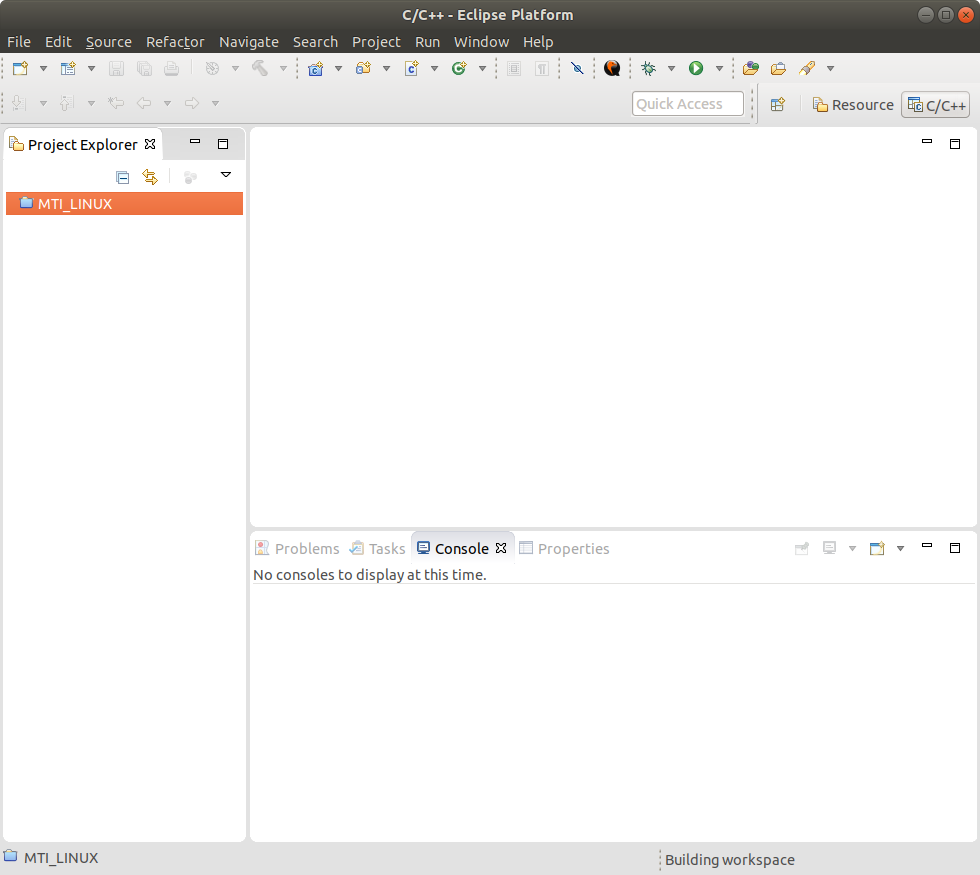 C/C++ - Eclipse Platform
File Edit Source Refactor Navigate Search Project Run Window Help
Quick Access Resource C/C++
Project Explorer
MTI_LINUX
Problems Tasks Console Properties
No consoles to display at this time.
MTI_LINUX Building workspace